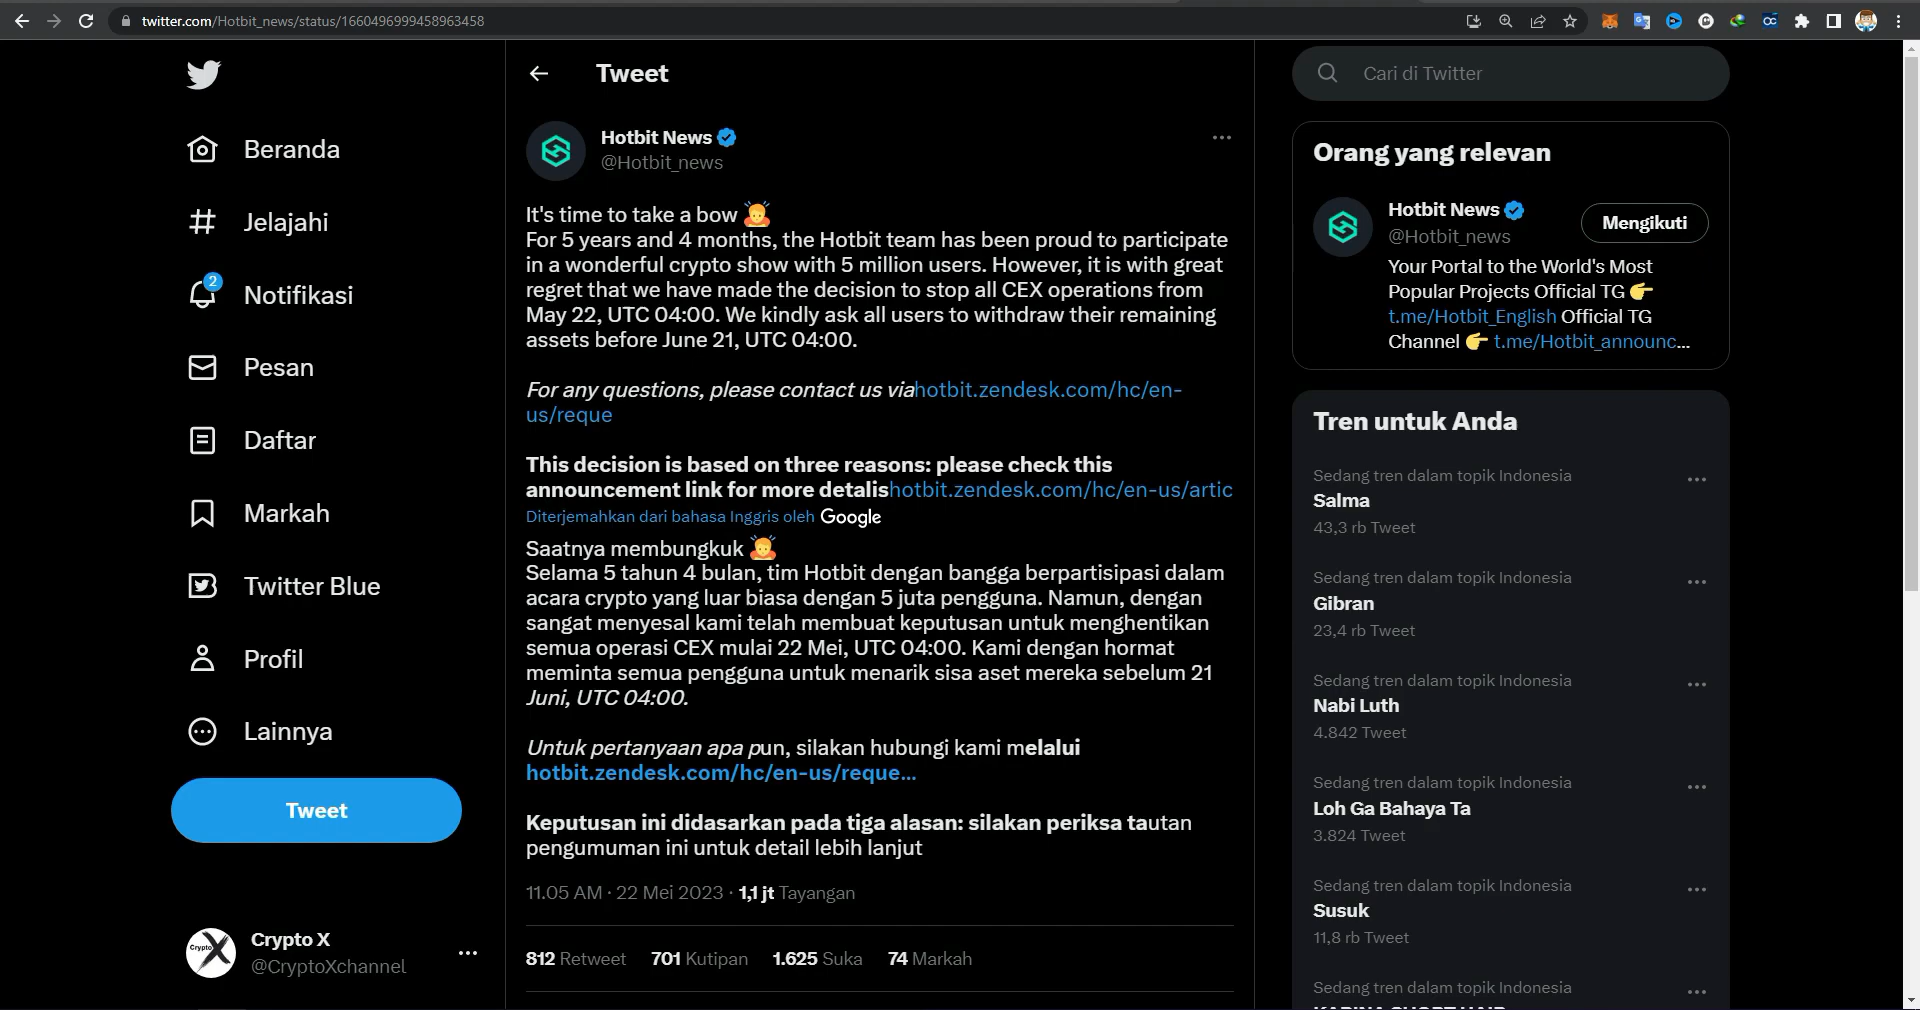 twitter.com/Hotbit_news/status/1660496999458963458
Beranda
Jelajahi
2
Notifikasi
Pesan
Daftar
Markah
Twitter Blue
Profil
Lainnya
Tweet
Crypto X
@CryptoXchannel
Tweet
Hotbit News
@Hotbit_news
It's time to take a bow 🙇
For 5 years and 4 months, the Hotbit team has been proud to participate
in a wonderful crypto show with 5 million users. However, it is with great
regret that we have made the decision to stop all CEX operations from
May 22, UTC 04:00. We kindly ask all users to withdraw their remaining
assets before June 21, UTC 04:00.
For any questions, please contact us viahotbit.zendesk.com/hc/en-
us/reque
This decision is based on three reasons: please check this
announcement link for more detalishotbit.zendesk.com/hc/en-us/artic
Diterjemahkan dari bahasa Inggris oleh Google
Saatnya membungkuk 🙇
Selama 5 tahun 4 bulan, tim Hotbit dengan bangga berpartisipasi dalam
acara crypto yang luar biasa dengan 5 juta pengguna. Namun, dengan
sangat menyesal kami telah membuat keputusan untuk menghentikan
semua operasi CEX mulai 22 Mei, UTC 04:00. Kami dengan hormat
meminta semua pengguna untuk menarik sisa aset mereka sebelum 21
Juni, UTC 04:00.
Untuk pertanyaan apa pun, silakan hubungi kami melalui
hotbit.zendesk.com/hc/en-us/reque...
Keputusan ini didasarkan pada tiga alasan: silakan periksa tautan
pengumuman ini untuk detail lebih lanjut
11.05 AM · 22 Mei 2023 · 1,1 jt Tayangan
812 Retweet 701 Kutipan 1.625 Suka 74 Markah
Cari di Twitter
Orang yang relevan
Hotbit News
@Hotbit_news
Mengikuti
Your Portal to the World's Most
Popular Projects Official TG 👉
t.me/Hotbit_English Official TG
Channel 👉 t.me/Hotbit_announc...
Tren untuk Anda
Sedang tren dalam topik Indonesia
Salma
43,3 rb Tweet
Sedang tren dalam topik Indonesia
Gibran
23,4 rb Tweet
Sedang tren dalam topik Indonesia
Nabi Luth
4.842 Tweet
Sedang tren dalam topik Indonesia
Loh Ga Bahaya Ta
3.824 Tweet
Sedang tren dalam topik Indonesia
Susuk
11,8 rb Tweet
Sedang tren dalam topik Indonesia